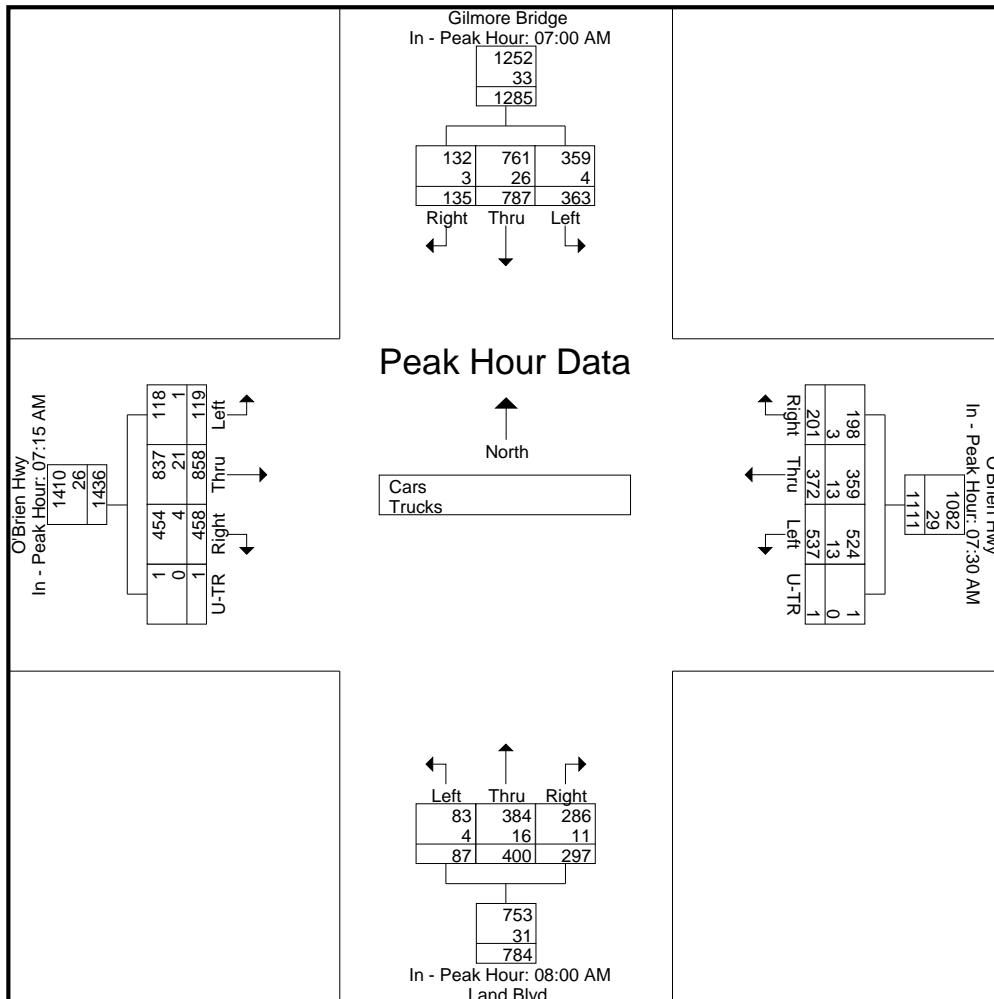 Gilmore Bridge
In - Peak Hour: 07:00 AM
1252
33
1285
132 761 359
3 26 4
135 787 363
Right Thru Left
Peak Hour Data
North
Cars
Trucks
O'Brien Hwy
In - Peak Hour: 07:15 AM
1410
26
1436
118 837 454 1
1 21 4 0
119 858 458 1
Left Thru Right U-TR
O'Brien Hwy
In - Peak Hour: 07:30 AM
1082
29
1111
198 359 524 1
3 13 13 0
201 372 537 1
Right Thru Left U-TR
Left Thru Right
83 384 286
4 16 11
87 400 297
753
31
784
In - Peak Hour: 08:00 AM
Land Blvd